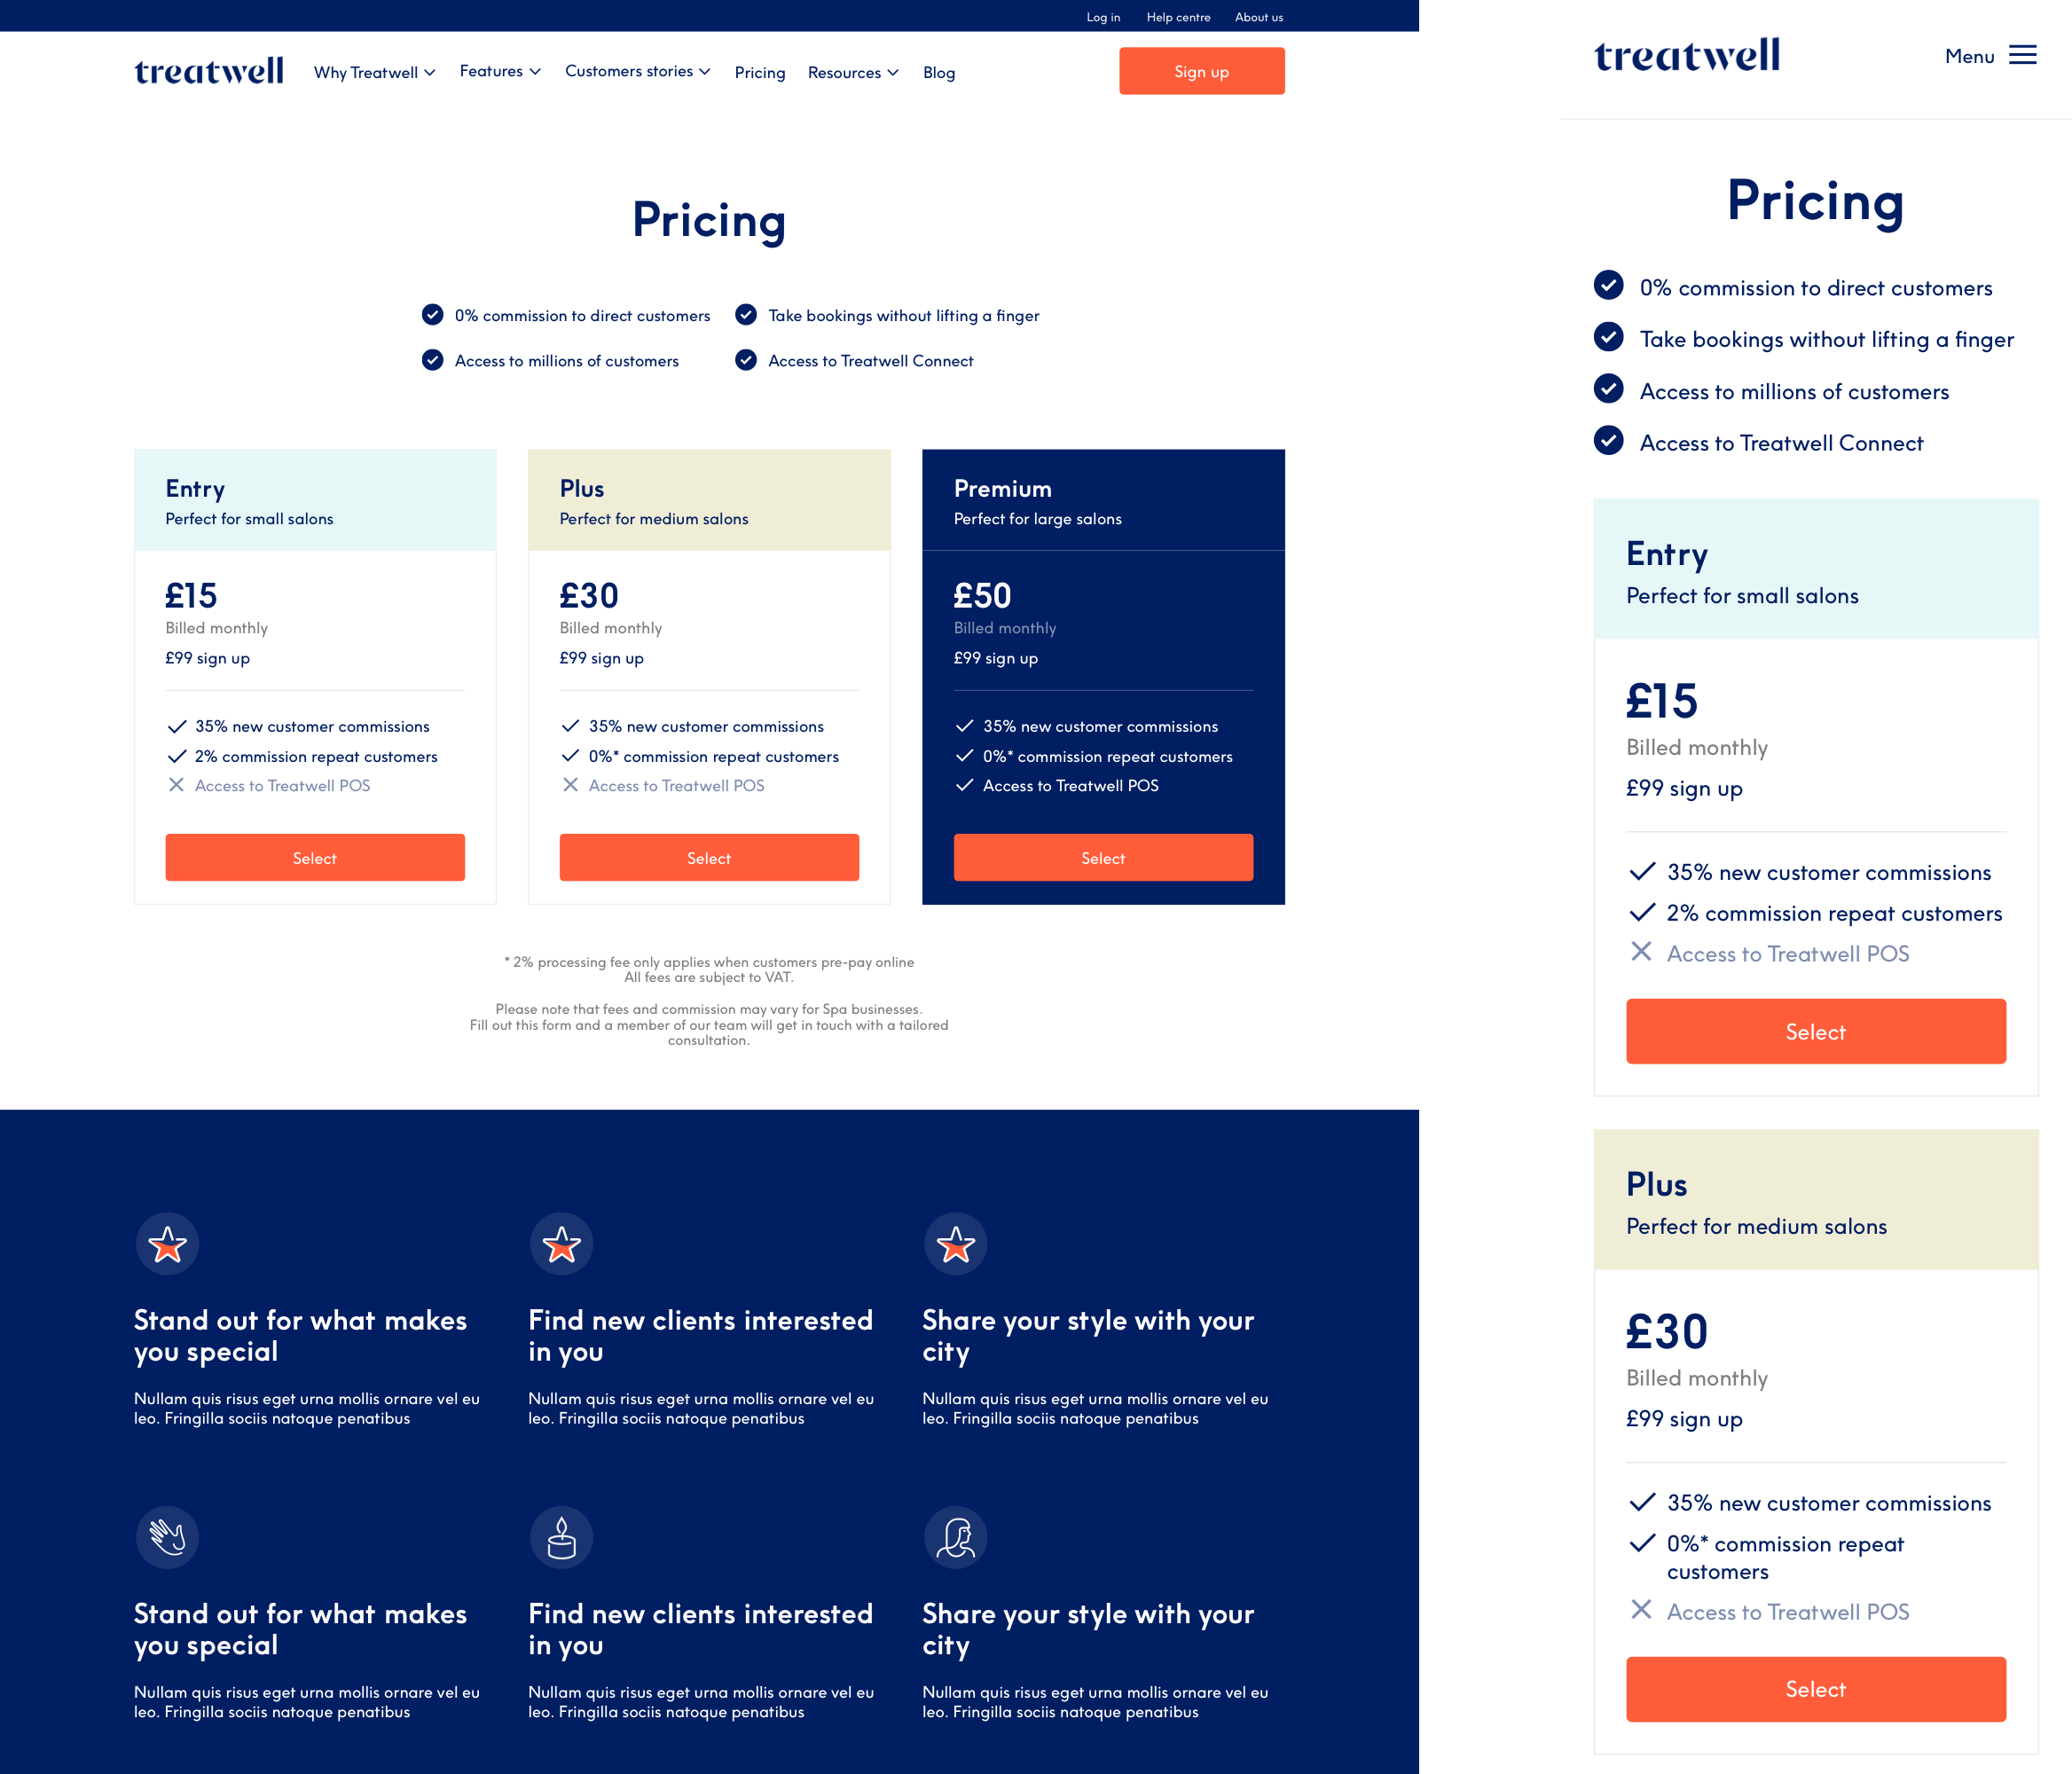 Log in Help centre About us
treatwell Why Treatwell Features Customers stories Pricing Resources Blog Sign up
Pricing
0% commission to direct customers Take bookings without lifting a finger
Access to millions of customers Access to Treatwell Connect
Entry
Perfect for small salons
£15
Billed monthly
£99 sign up
35% new customer commissions
2% commission repeat customers
Access to Treatwell POS
Select
Plus
Perfect for medium salons
£30
Billed monthly
£99 sign up
35% new customer commissions
0%* commission repeat customers
Access to Treatwell POS
Select
Premium
Perfect for large salons
£50
Billed monthly
£99 sign up
35% new customer commissions
0%* commission repeat customers
Access to Treatwell POS
Select
* 2% processing fee only applies when customers pre-pay online
All fees are subject to VAT.
Please note that fees and commission may vary for Spa businesses.
Fill out this form and a member of our team will get in touch with a tailored
consultation.
Stand out for what makes
you special
Nullam quis risus eget urna mollis ornare vel eu
leo. Fringilla sociis natoque penatibus
Find new clients interested
in you
Nullam quis risus eget urna mollis ornare vel eu
leo. Fringilla sociis natoque penatibus
Share your style with your
city
Nullam quis risus eget urna mollis ornare vel eu
leo. Fringilla sociis natoque penatibus
Stand out for what makes
you special
Nullam quis risus eget urna mollis ornare vel eu
leo. Fringilla sociis natoque penatibus
Find new clients interested
in you
Nullam quis risus eget urna mollis ornare vel eu
leo. Fringilla sociis natoque penatibus
Share your style with your
city
Nullam quis risus eget urna mollis ornare vel eu
leo. Fringilla sociis natoque penatibus
treatwell Menu
Pricing
0% commission to direct customers
Take bookings without lifting a finger
Access to millions of customers
Access to Treatwell Connect
Entry
Perfect for small salons
£15
Billed monthly
£99 sign up
35% new customer commissions
2% commission repeat customers
Access to Treatwell POS
Select
Plus
Perfect for medium salons
£30
Billed monthly
£99 sign up
35% new customer commissions
0%* commission repeat
customers
Access to Treatwell POS
Select